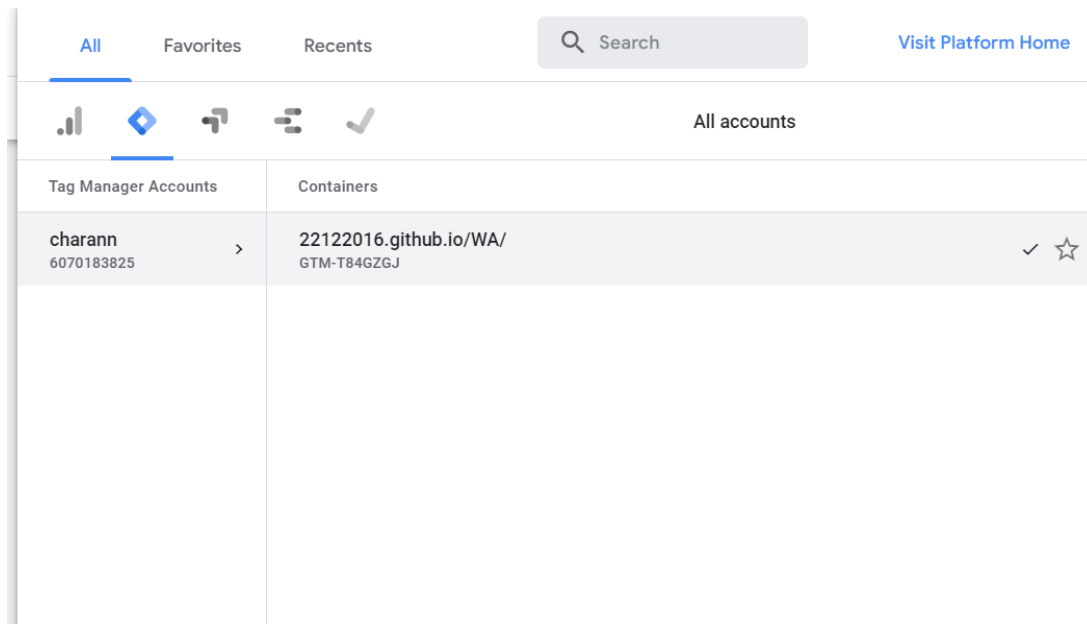 All Favorites Recents Search Visit Platform Home
All accounts
Tag Manager Accounts Containers
charann 22122016.github.io/WA/
6070183825 GTM-T84GZGJ